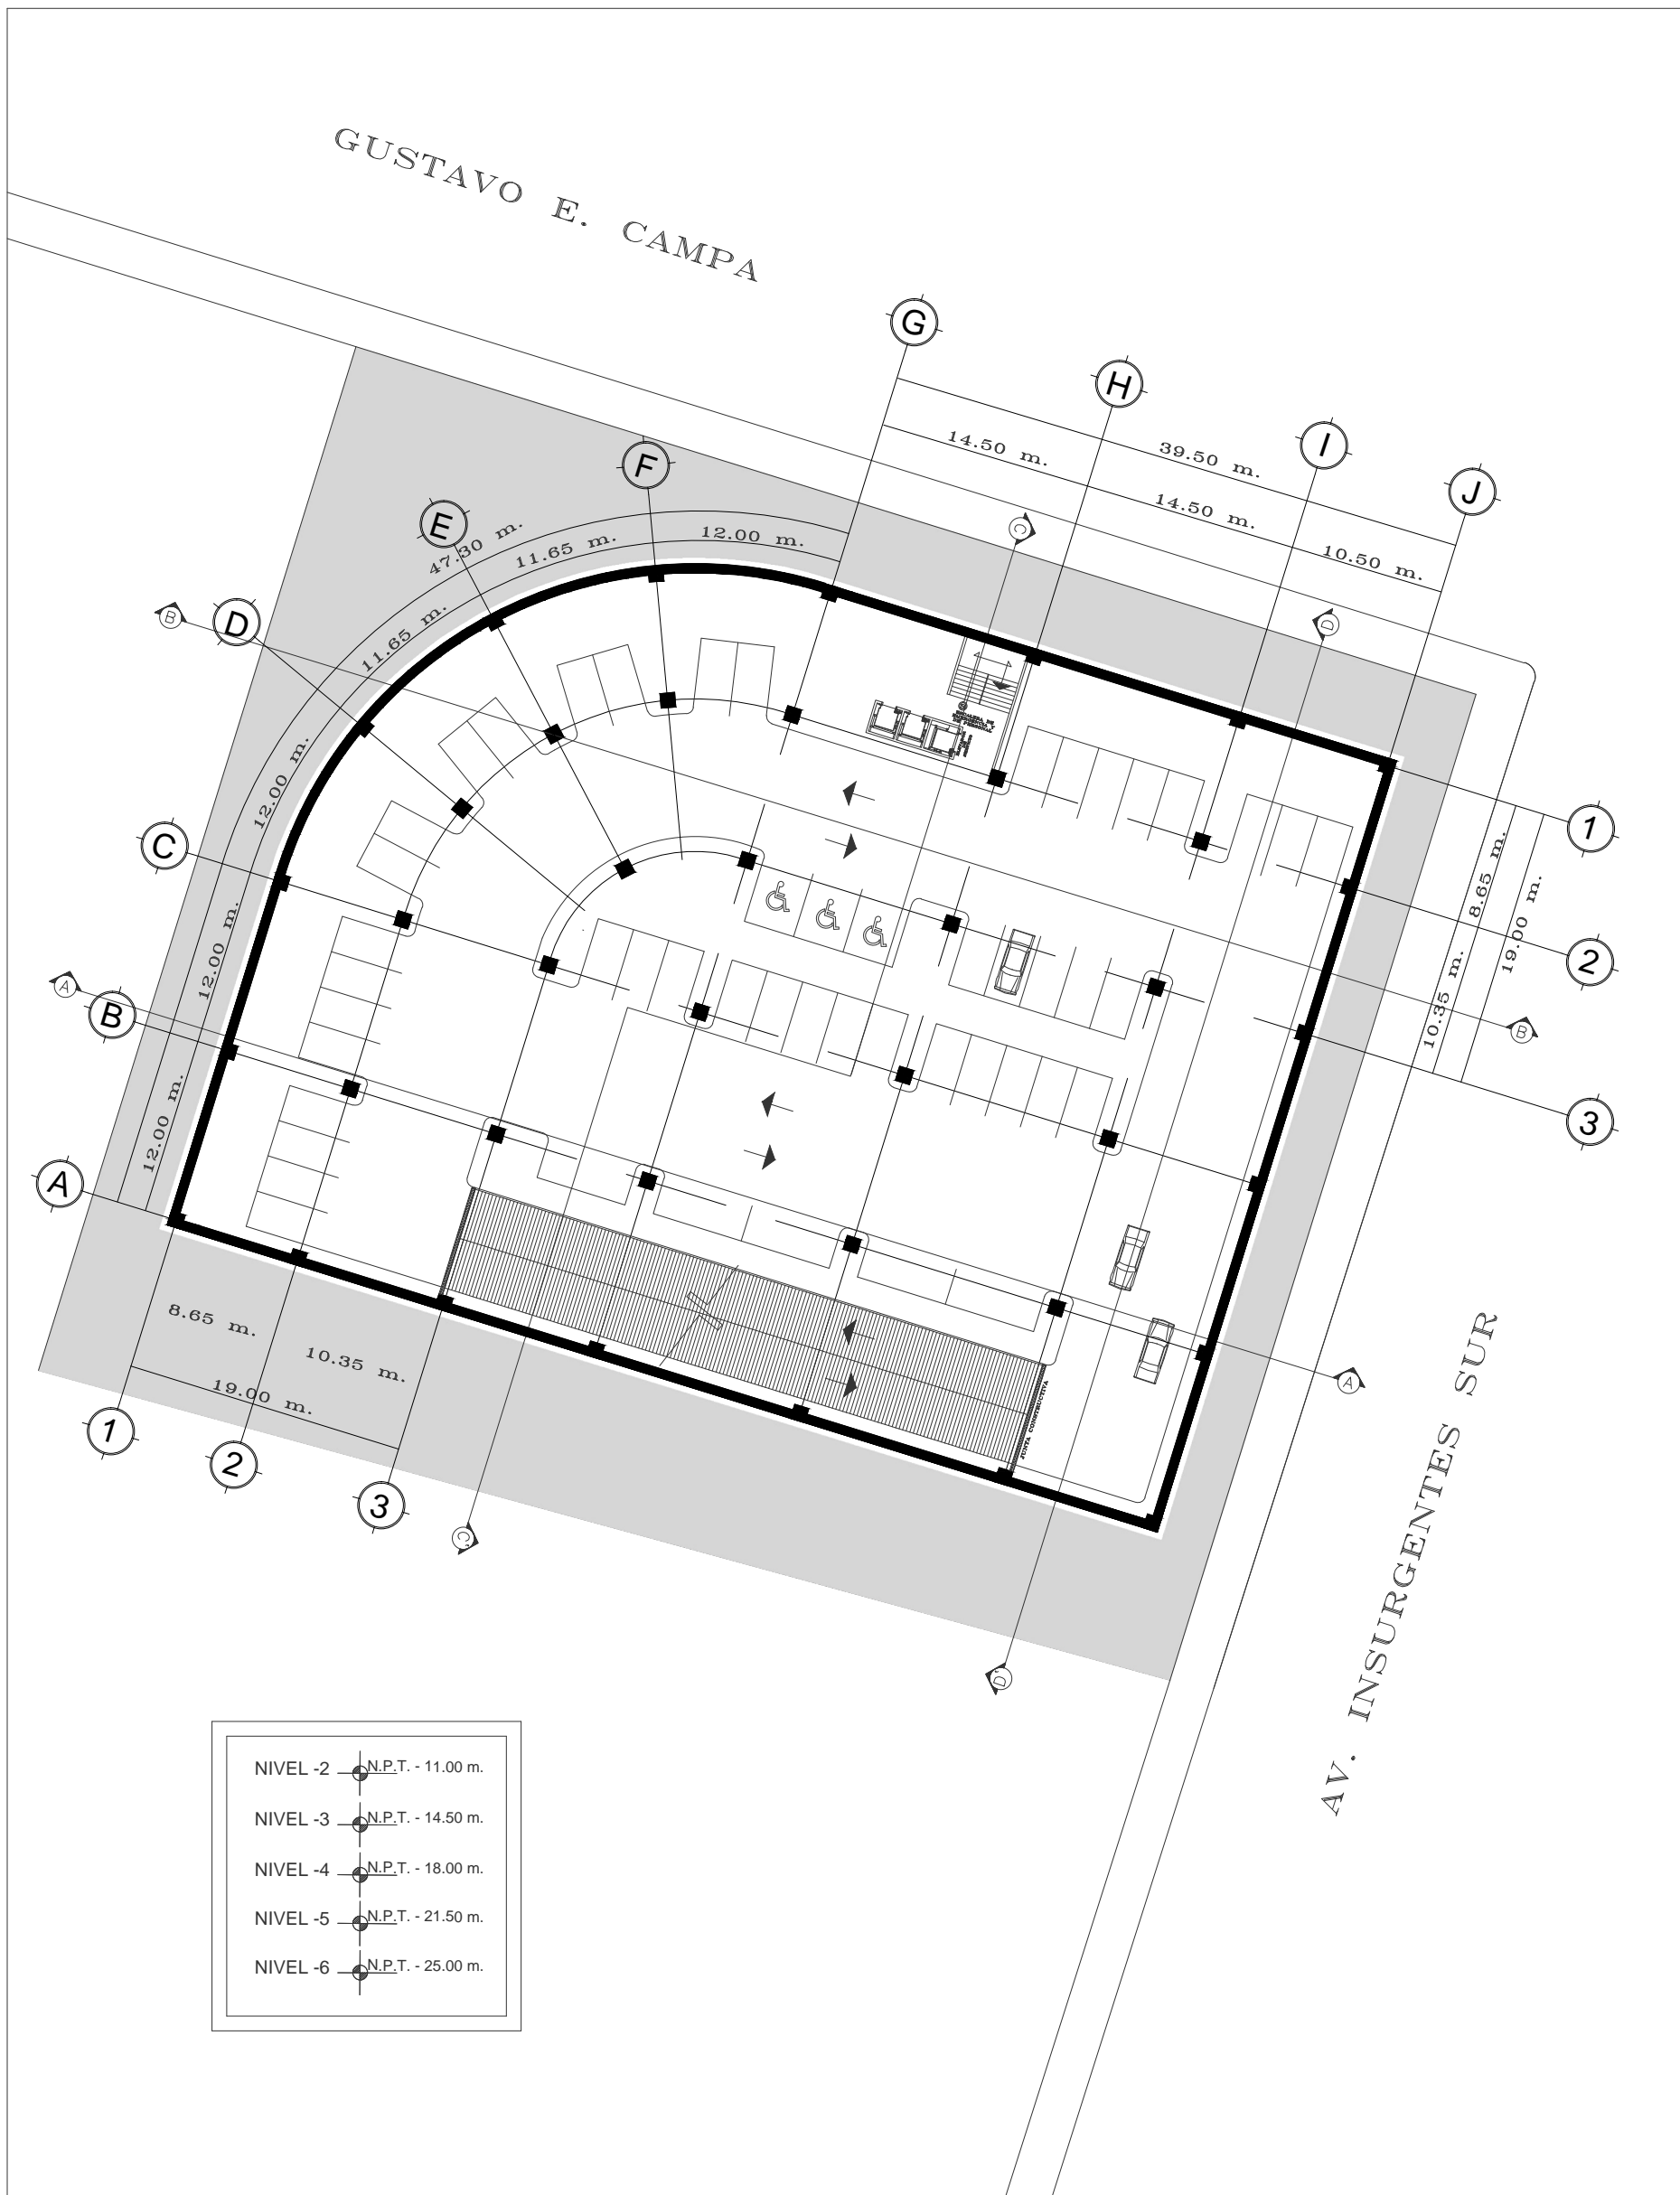 GUSTAVO E. CAMPA
G
H
I
J
39.50 m.
14.50 m.
14.50 m.
10.50 m.
F
E
D
C
B
A
47.30 m.
12.00 m.
11.65 m.
11.65 m.
12.00 m.
12.00 m.
12.00 m.
C
D
B
A
1
2
3
8.65 m.
10.35 m.
19.00 m.
B
A
8.65 m.
10.35 m.
19.00 m.
1
2
3
C'
D'
JUNTA CONSTRUCTIVA
AV. INSURGENTES SUR
NIVEL -2 N.P.T. - 11.00 m.
NIVEL -3 N.P.T. - 14.50 m.
NIVEL -4 N.P.T. - 18.00 m.
NIVEL -5 N.P.T. - 21.50 m.
NIVEL -6 N.P.T. - 25.00 m.